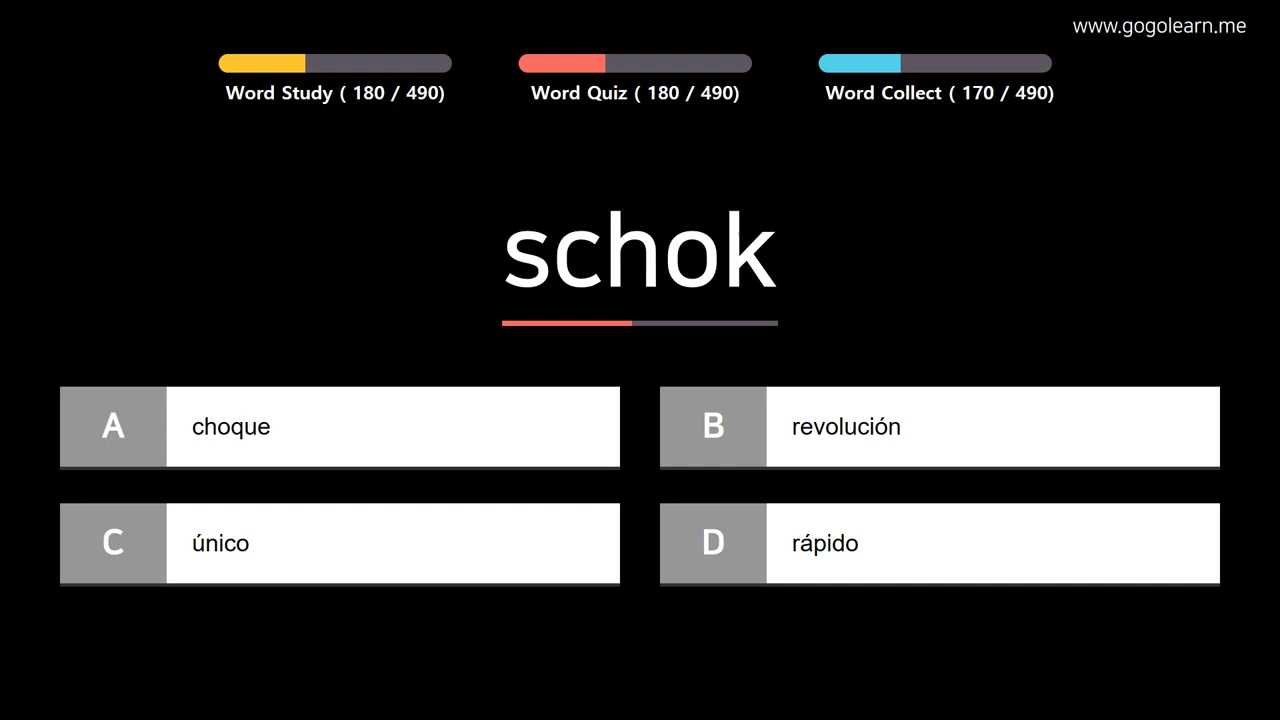 www.gogolearn.me
Word Study ( 180 / 490)
Word Quiz ( 180 / 490)
Word Collect ( 170 / 490)
schok
A choque
B revolución
C único
D rápido